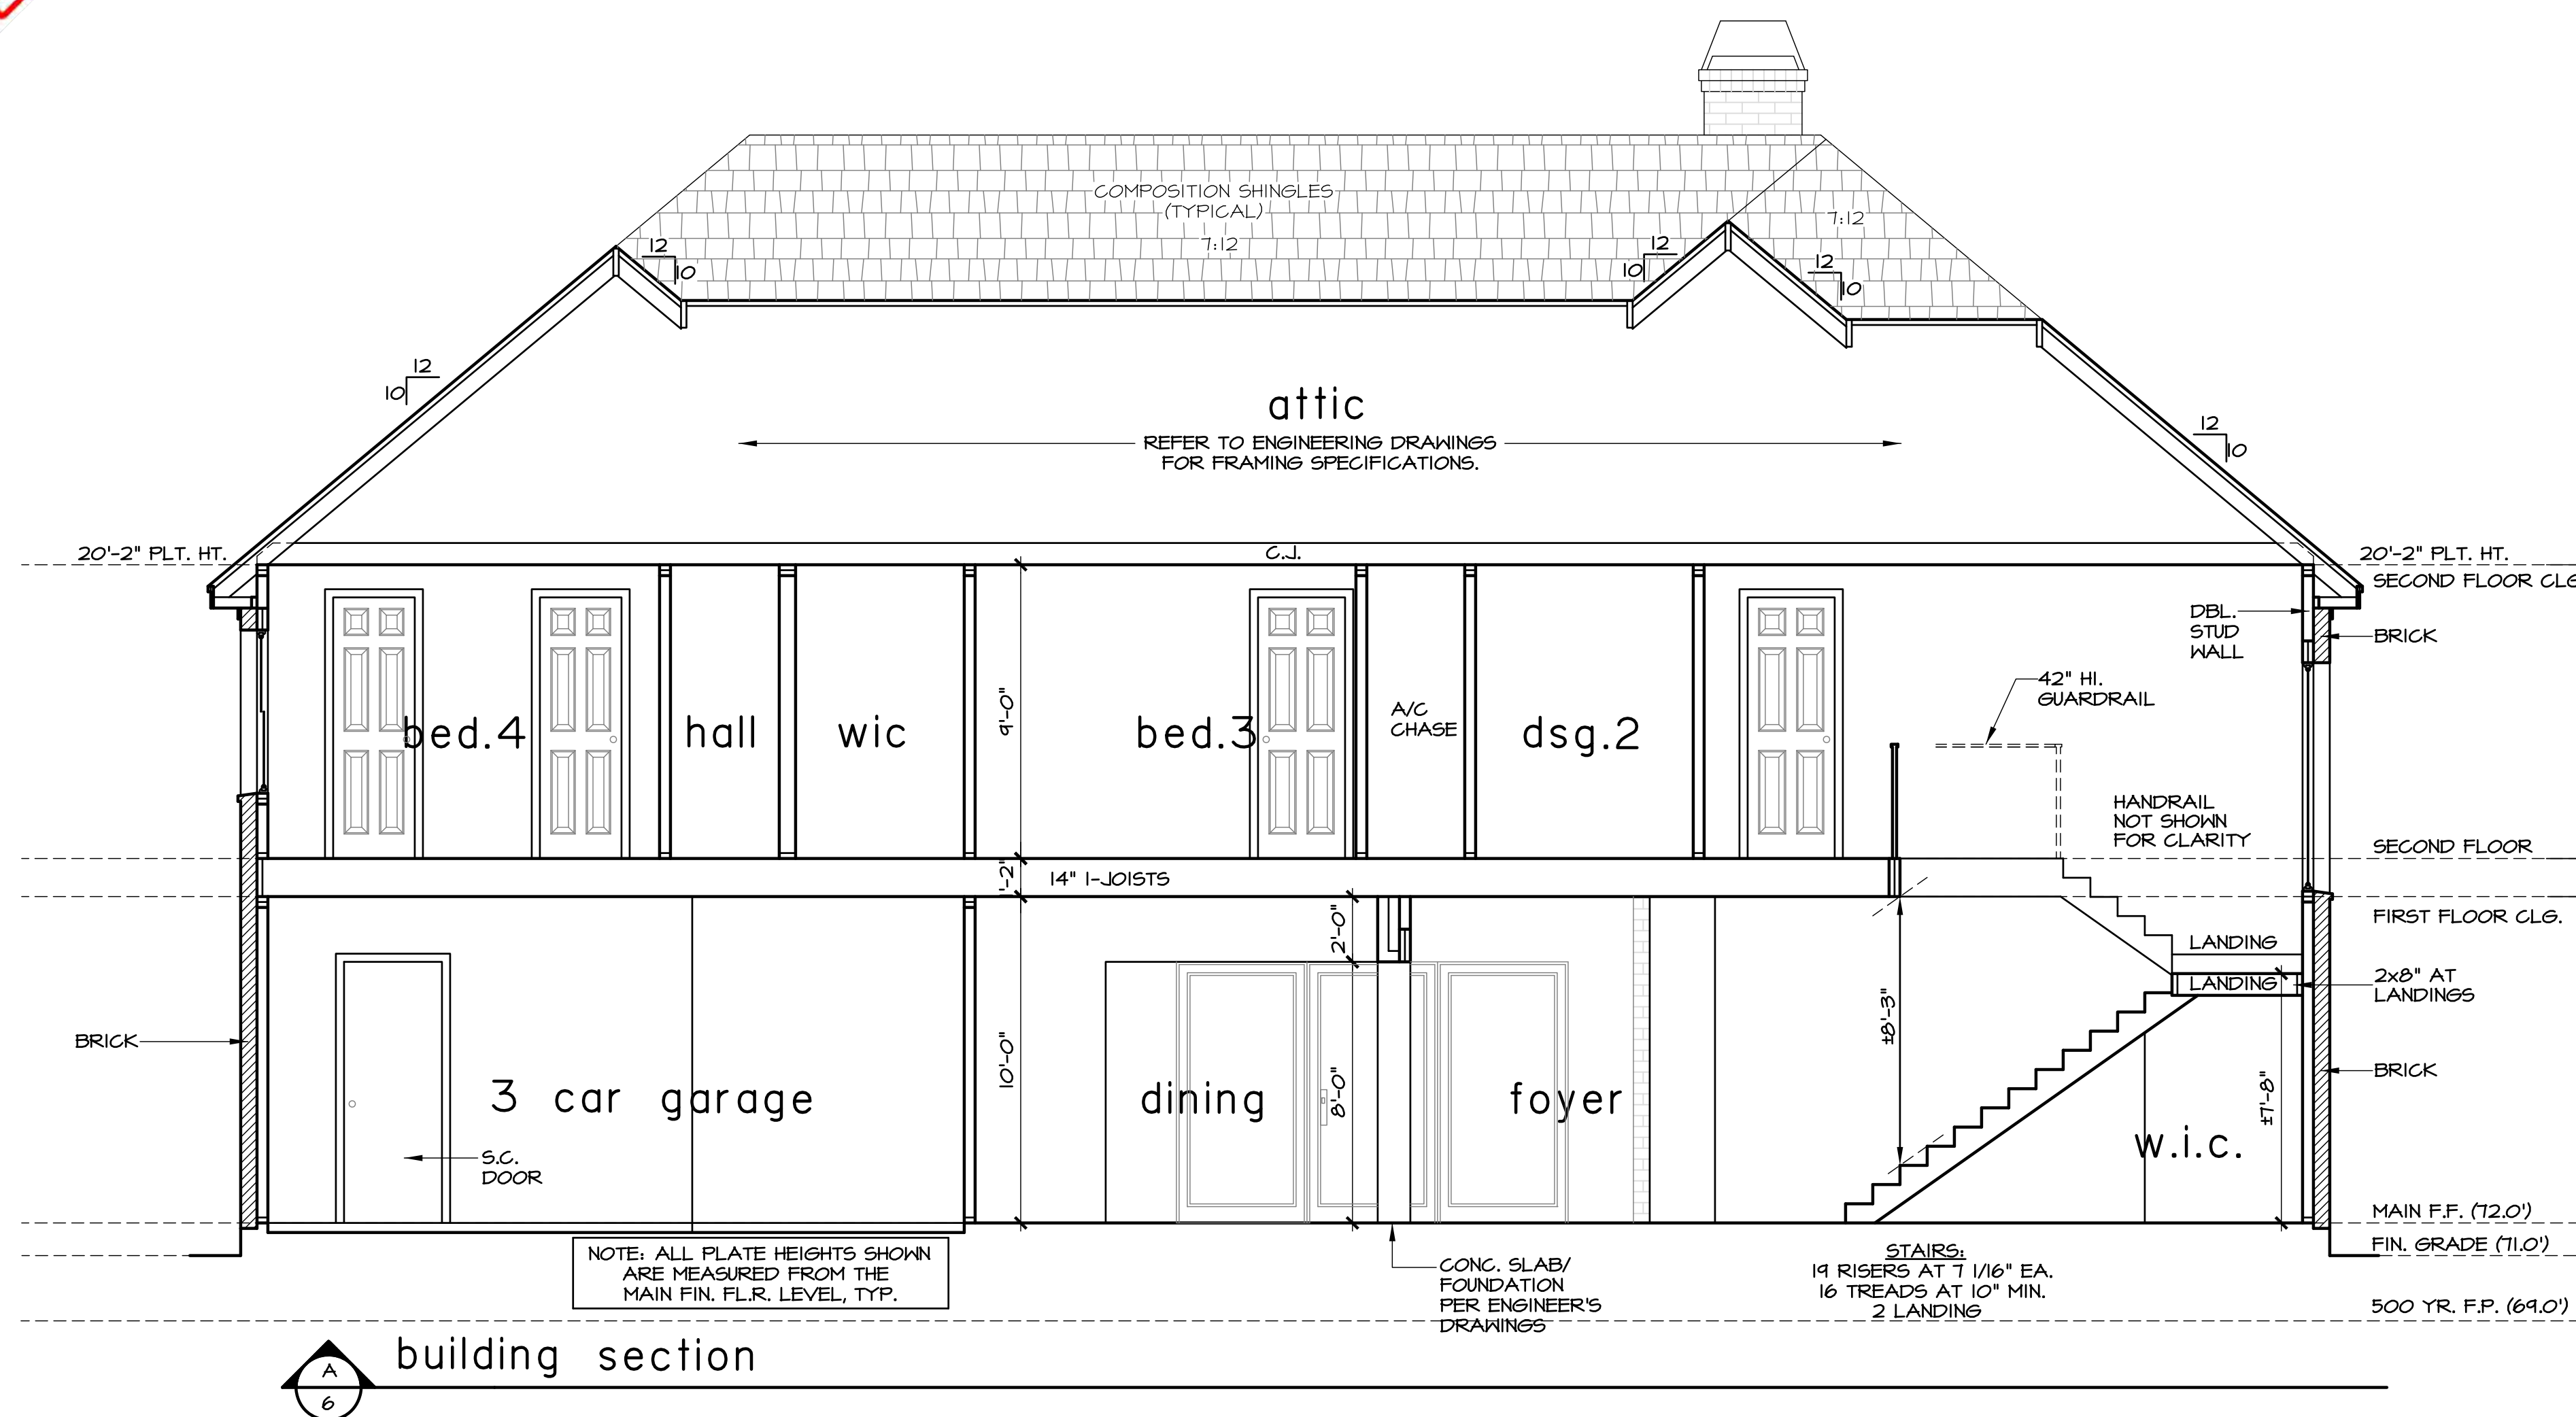 COMPOSITION SHINGLES
(TYPICAL)
7:12
7:12
12
10
12
10
12
10
12
10
12
10
attic
REFER TO ENGINEERING DRAWINGS
FOR FRAMING SPECIFICATIONS.
20'-2" PLT. HT.
C.J.
20'-2" PLT. HT.
SECOND FLOOR CLG
DBL.
STUD
WALL
BRICK
42" HI.
GUARDRAIL
bed.4
hall
wic
9'-0"
bed.3
A/C
CHASE
dsg.2
HANDRAIL
NOT SHOWN
FOR CLARITY
SECOND FLOOR
'-2"
14" I-JOISTS
FIRST FLOOR CLG.
2'-0"
LANDING
LANDING
2x8" AT
LANDINGS
±8'-3"
BRICK
10'-0"
BRICK
3 car garage
dining
8'-0"
foyer
±7'-8"
w.i.c.
S.C.
DOOR
MAIN F.F. (72.0')
FIN. GRADE (71.0')
NOTE: ALL PLATE HEIGHTS SHOWN
ARE MEASURED FROM THE
MAIN FIN. FL.R. LEVEL, TYP.
CONC. SLAB/
FOUNDATION
PER ENGINEER'S
DRAWINGS
STAIRS:
19 RISERS AT 7 1/16" EA.
16 TREADS AT 10" MIN.
2 LANDING
500 YR. F.P. (69.0')
A
6
building section